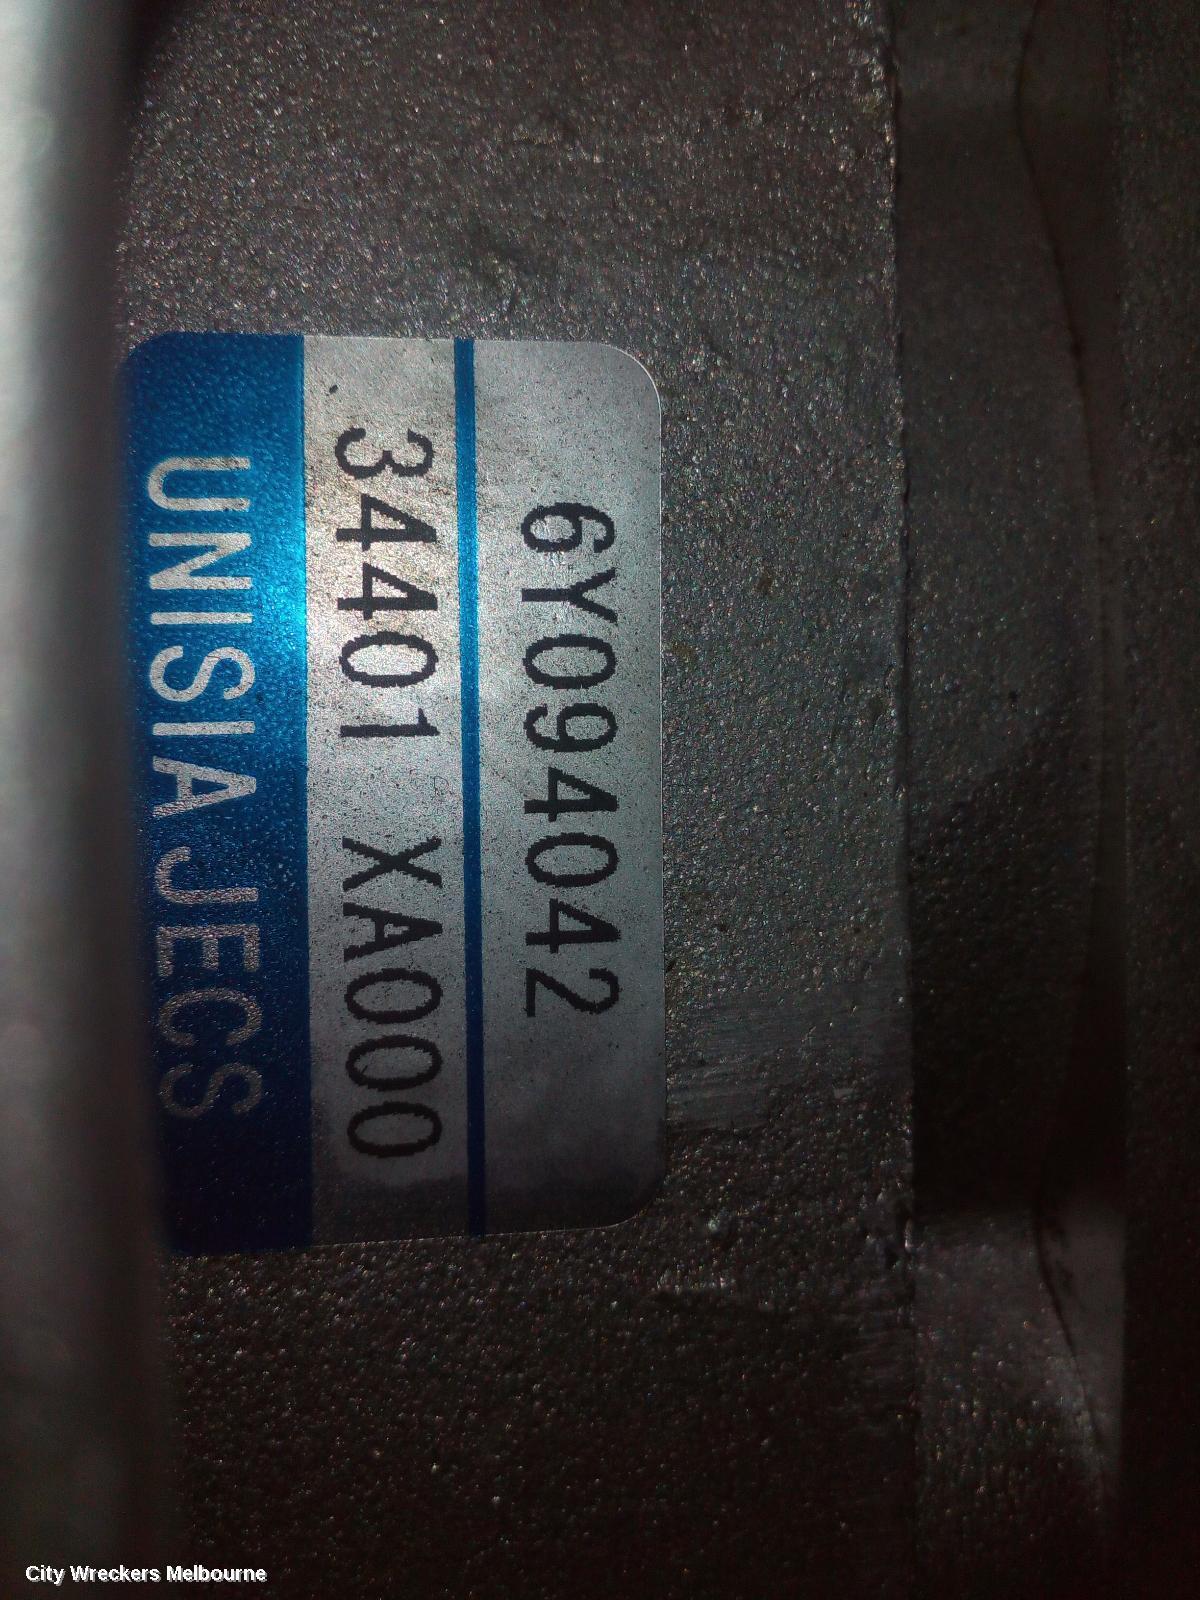 6Y094042
34401 XA000
UNISIA JECS
City Wreckers Melbourne